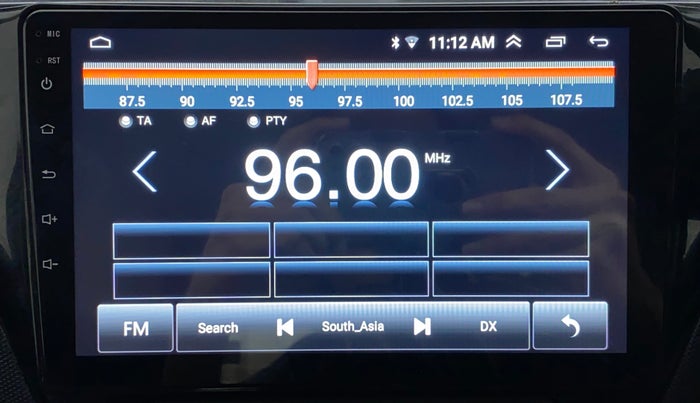 MIC
11:12 AM
RST
87.5 90 92.5 95 97.5 100 102.5 105 107.5
TA AF PTY
96.00 MHz
FM Search South_Asia DX